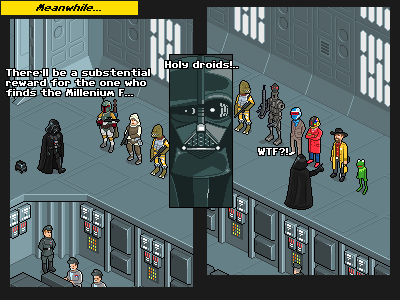 Meanwhile...
There'll be a substential
reward for the one who
finds the Millenium F...
Holy droids!..
WTF?!.